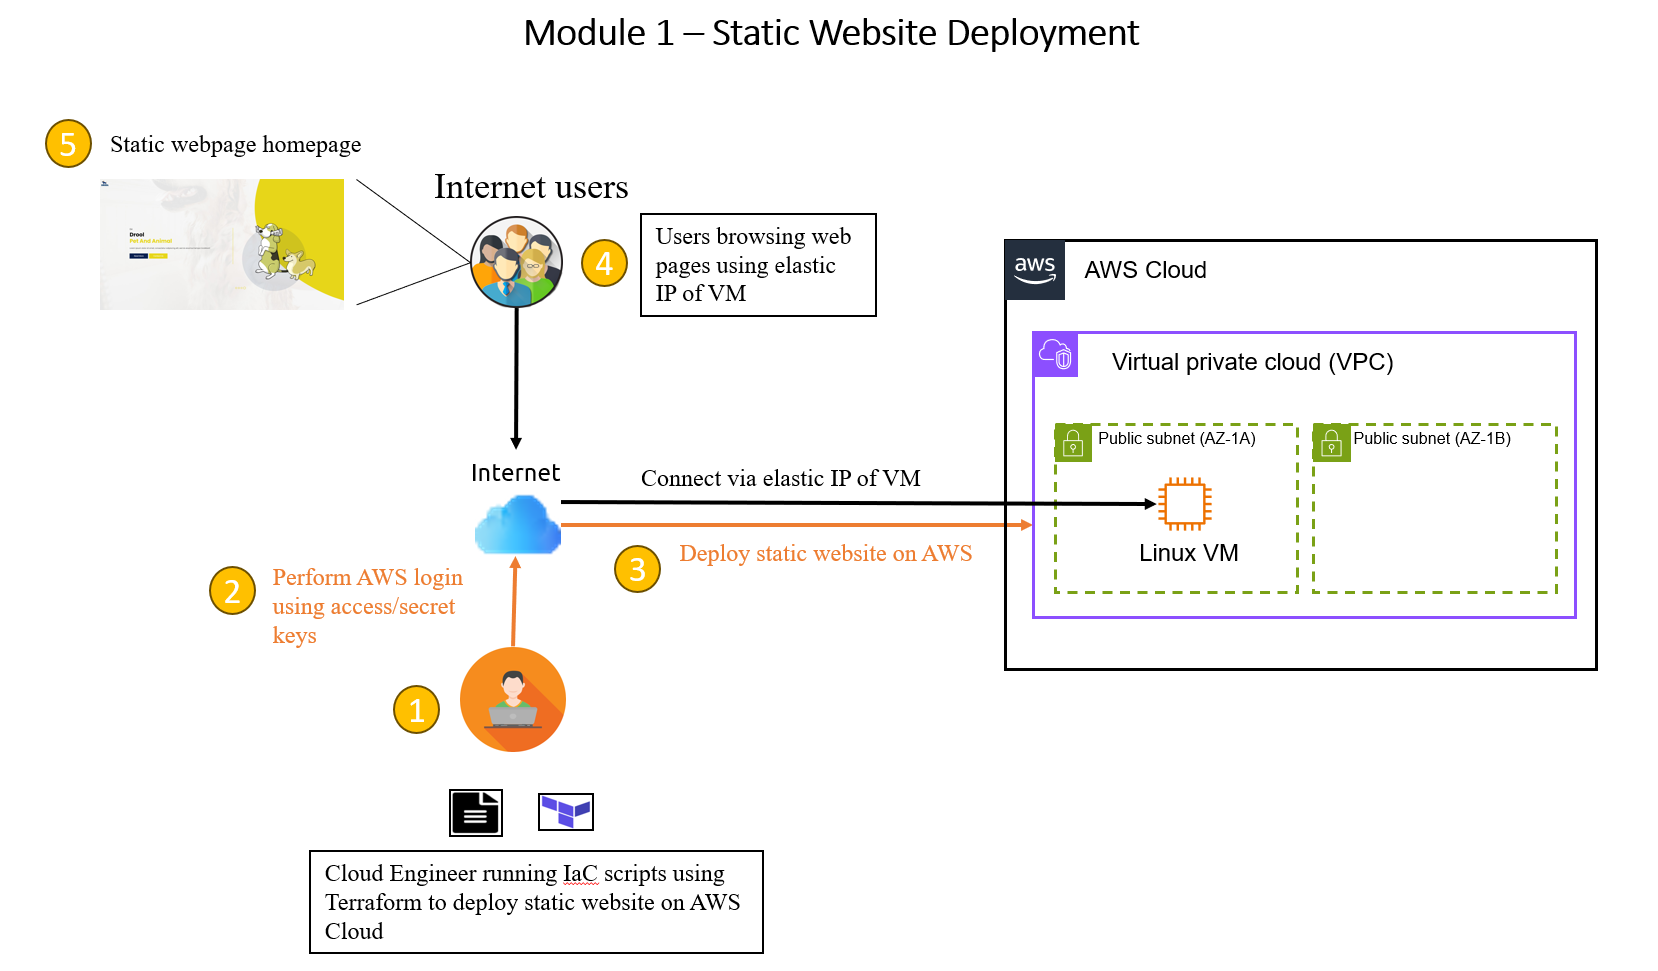 Module 1 – Static Website Deployment
5
Static webpage homepage
Drool
Pet And Animal
Internet users
4
Users browsing web
pages using elastic
IP of VM
aws
AWS Cloud
Virtual private cloud (VPC)
Public subnet (AZ-1A)
Public subnet (AZ-1B)
Internet
Connect via elastic IP of VM
Linux VM
3
Deploy static website on AWS
2
Perform AWS login
using access/secret
keys
1
Cloud Engineer running IaC scripts using
Terraform to deploy static website on AWS
Cloud